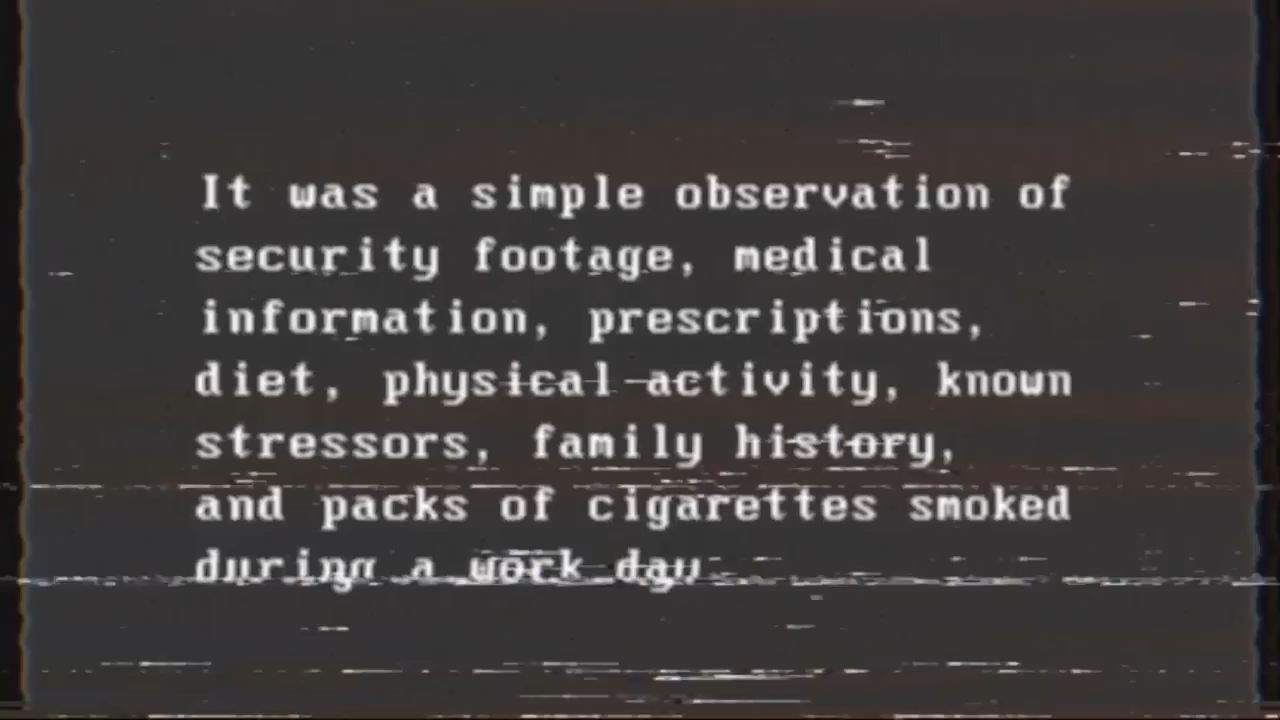 It was a simple observation of
security footage, medical
information, prescriptions,
diet, physical activity, known
stressors, family history,
and packs of cigarettes smoked
during a work day